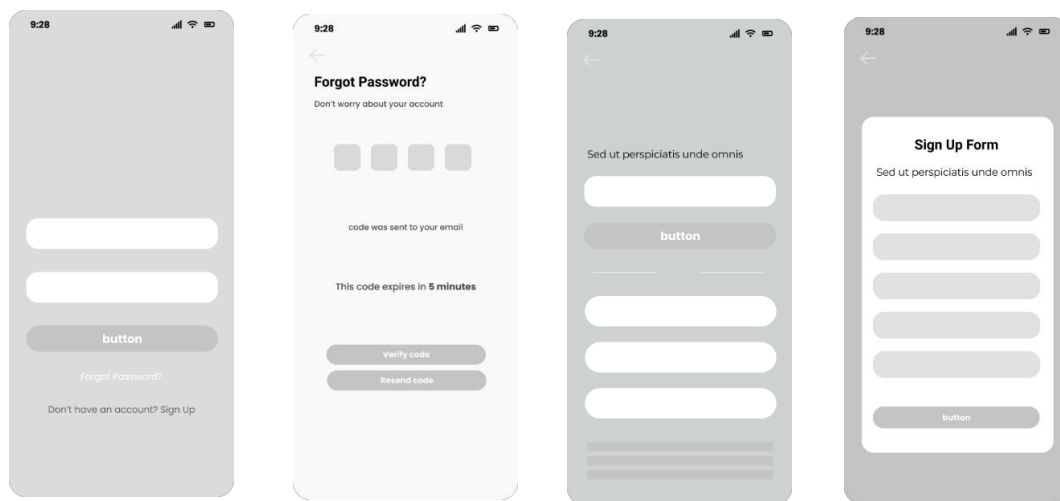 9:28
button
Forgot Password?
Don't have an account? Sign Up
9:28
Forgot Password?
Don't worry about your account
code was sent to your email
This code expires in 5 minutes
Verify code
Resend code
9:28
Sed ut perspiciatis unde omnis
button
9:28
Sign Up Form
Sed ut perspiciatis unde omnis
button